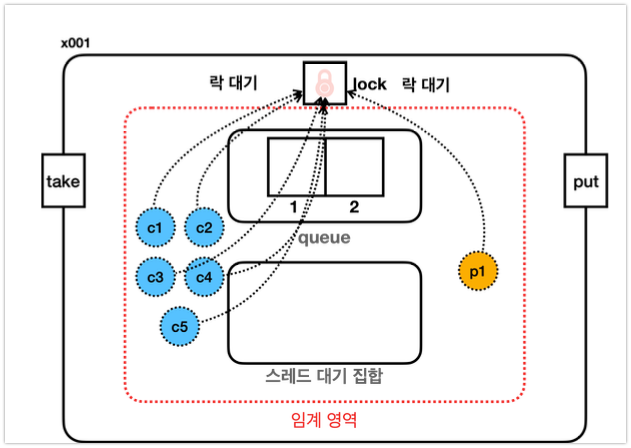 x001
락 대기
lock
락 대기
take
put
1
2
queue
c1
c2
c3
c4
c5
p1
스레드 대기 집합
임계 영역